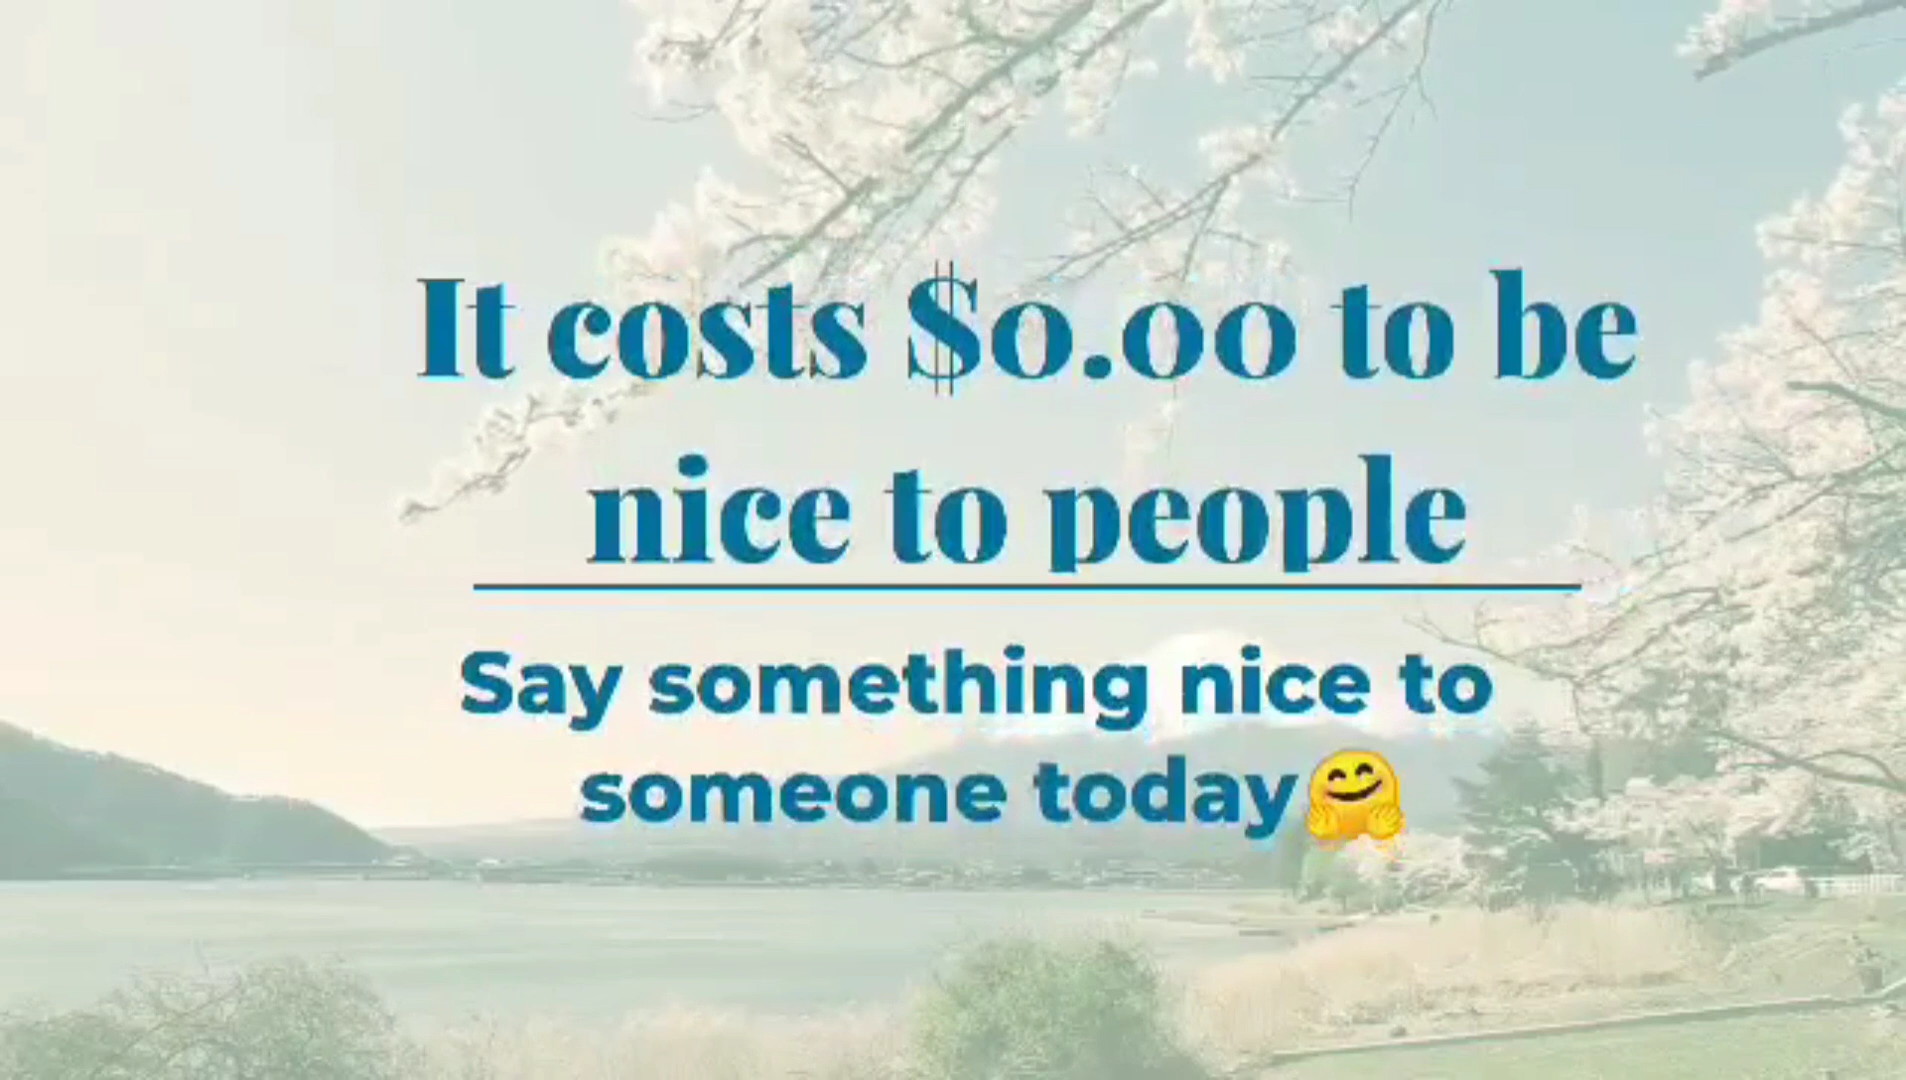 It costs $0.00 to be
nice to people
Say something nice to
someone today🤗